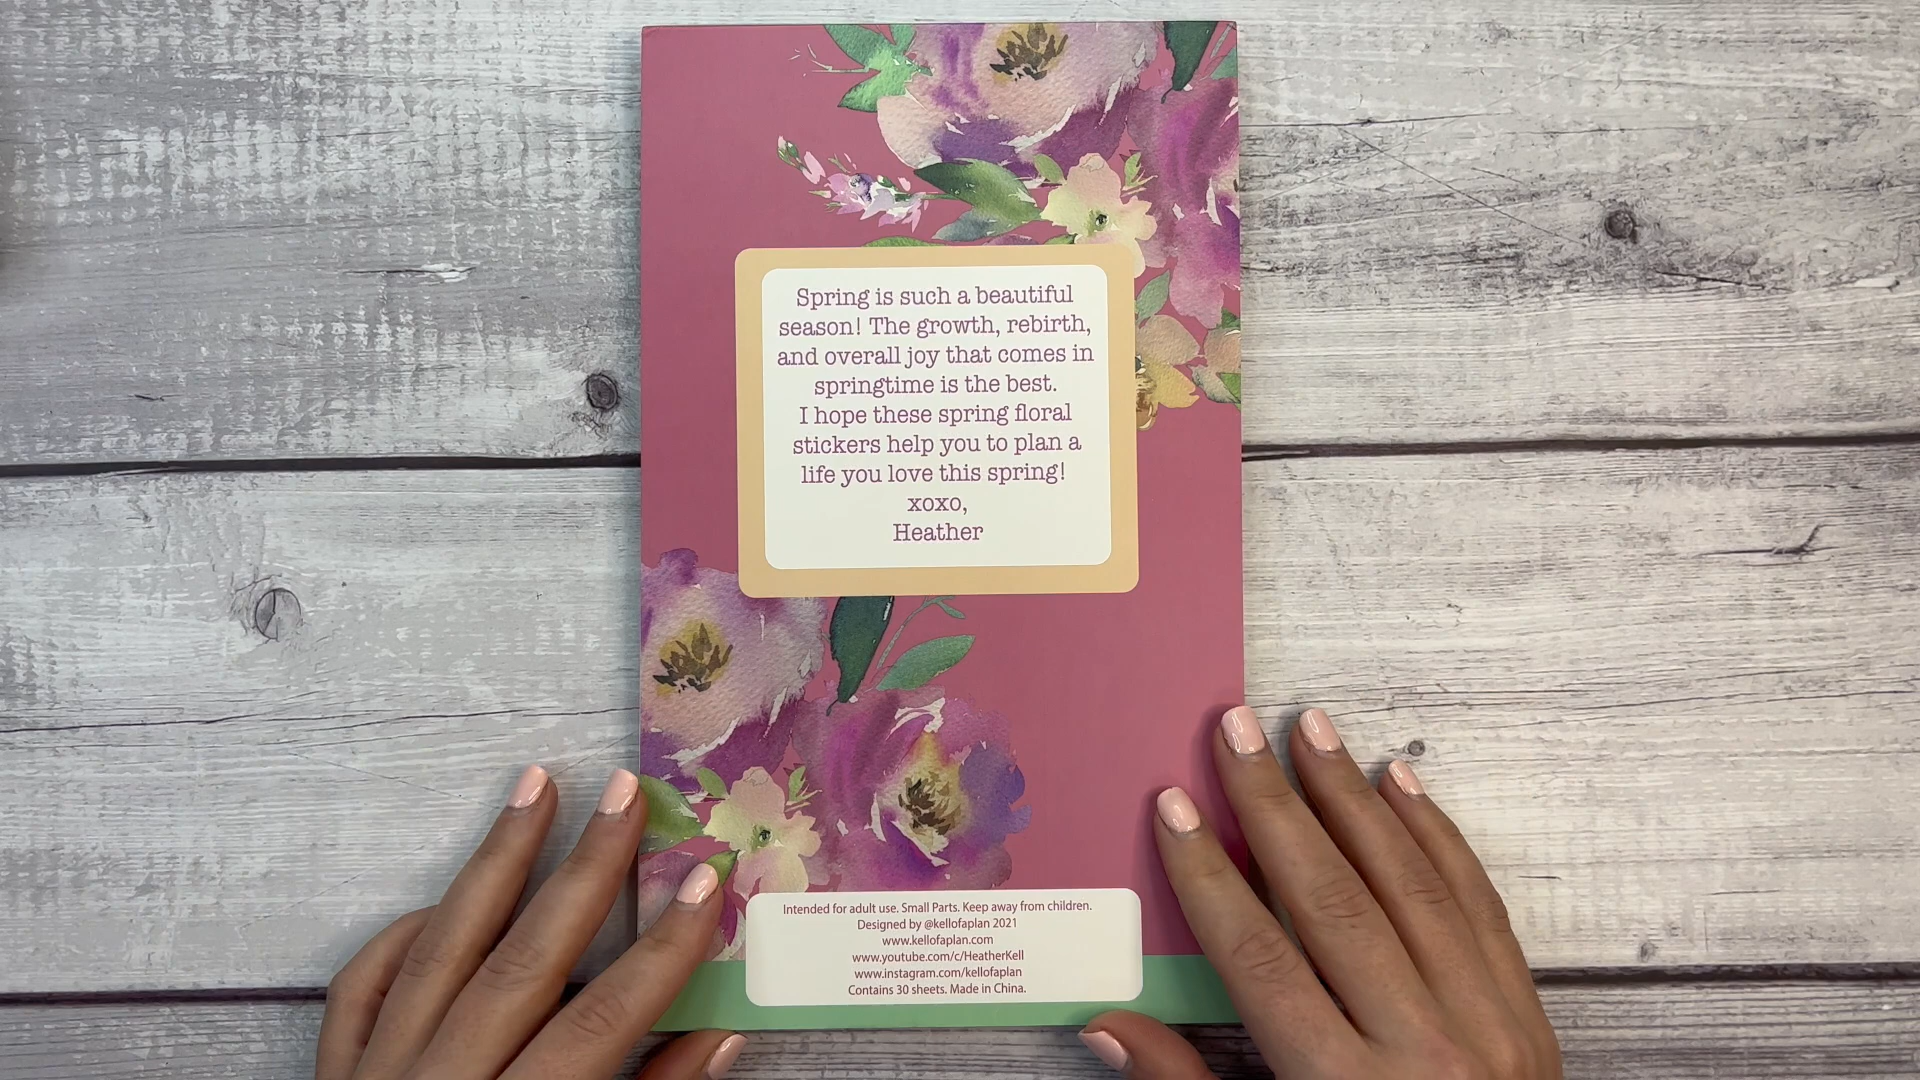 Spring is such a beautiful
season! The growth, rebirth,
and overall joy that comes in
springtime is the best.
I hope these spring floral
stickers help you to plan a
life you love this spring!
xoxo,
Heather
Intended for adult use. Small Parts. Keep away from children.
Designed by @kellofaplan 2021
www.kellofaplan.com
www.youtube.com/c/HeatherKell
www.instagram.com/kellofaplan
Contains 30 sheets. Made in China.